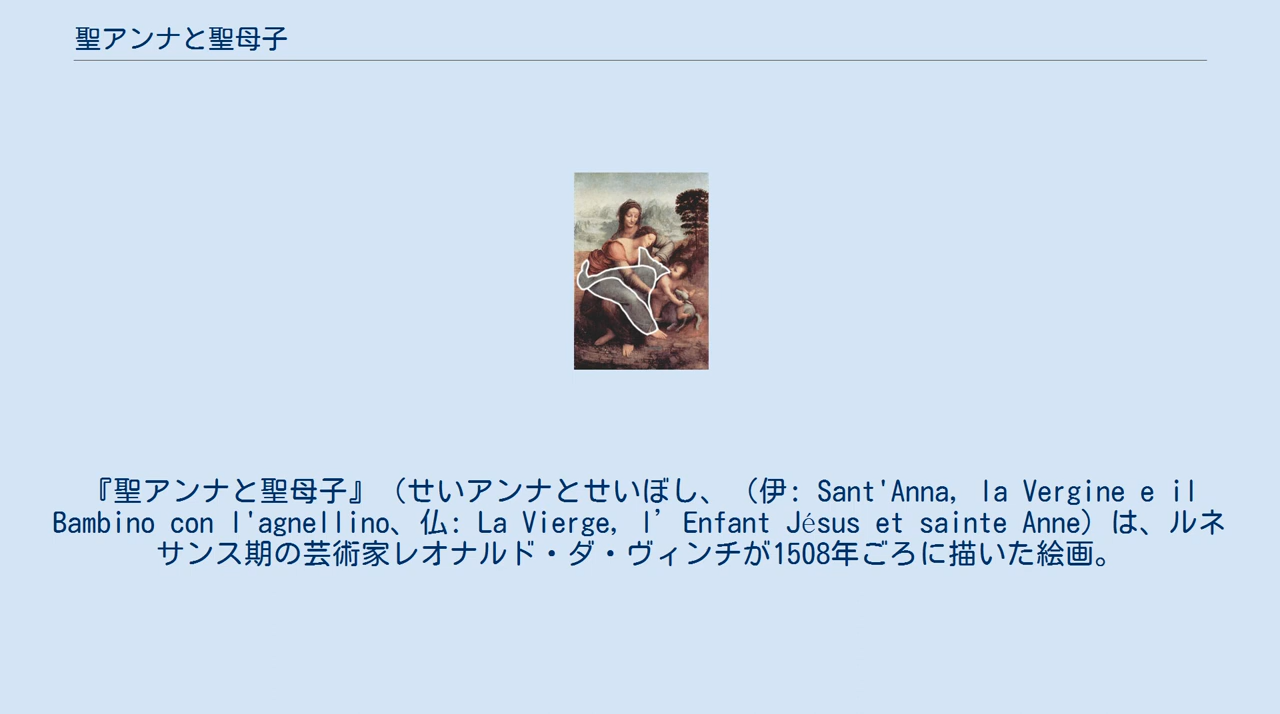 聖アンナと聖母子
『聖アンナと聖母子』（せいアンナとせいぼし、（伊: Sant'Anna, la Vergine e il
Bambino con l'agnellino、仏: La Vierge, l’Enfant Jésus et sainte Anne）は、ルネ
サンス期の芸術家レオナルド・ダ・ヴィンチが1508年ごろに描いた絵画。